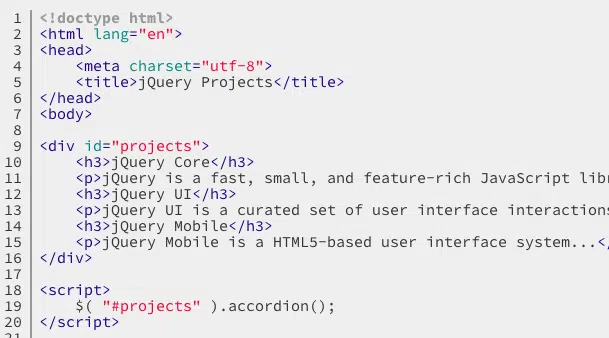 1 <!doctype html>
2 <html lang="en">
3 <head>
4 <meta charset="utf-8">
5 <title>jQuery Projects</title>
6 </head>
7 <body>
8
9 <div id="projects">
10 <h3>jQuery Core</h3>
11 <p>jQuery is a fast, small, and feature-rich JavaScript
12 <h3>jQuery UI</h3>
13 <p>jQuery UI is a curated set of user interface interactions
14 <h3>jQuery Mobile</h3>
15 <p>jQuery Mobile is a HTML5-based user interface system...</
16 </div>
17
18 <script>
19 $( "#projects" ).accordion();
20 </script>